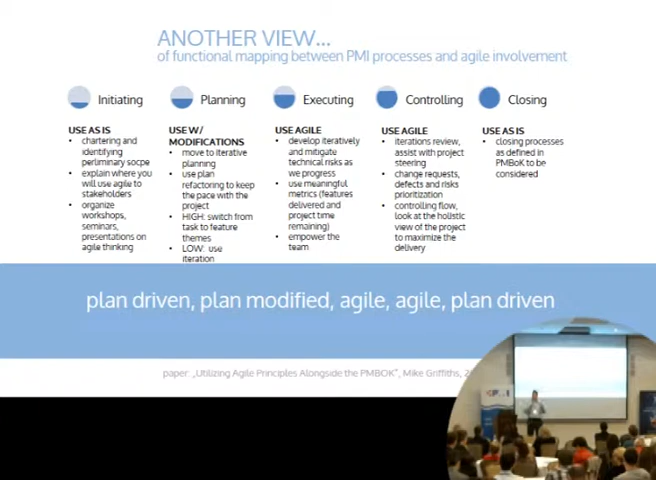 ANOTHER VIEW...
of functional mapping between PMI processes and agile involvement
Initiating
USE AS IS
• chartering and
identifying
perliminary socpe
• explain where you
will use agile to
stakeholders
• organize
workshops,
seminars,
presentations on
agile thinking
Planning
USE W/
MODIFICATIONS
• move to iterative
planning
• use plan
refactoring to keep
the pace with the
project
• HIGH: switch from
task to feature
themes
• LOW: use
iteration
Executing
USE AGILE
• develop iteratively
and mitigate
technical risks as
we progress
• use meaningful
metrics (features
delivered and
project time
remaining)
• empower the
team
Controlling
USE AGILE
• iterations review,
assist with project
steering
• change requests,
defects and risks
prioritization
• controlling flow,
look at the holistic
view of the project
to maximize the
delivery
Closing
USE AS IS
• closing processes
as defined in
PMBoK to be
considered
plan driven, plan modified, agile, agile, plan driven
paper: „Utilizing Agile Principles Alongside the PMBOK", Mike Griffiths,